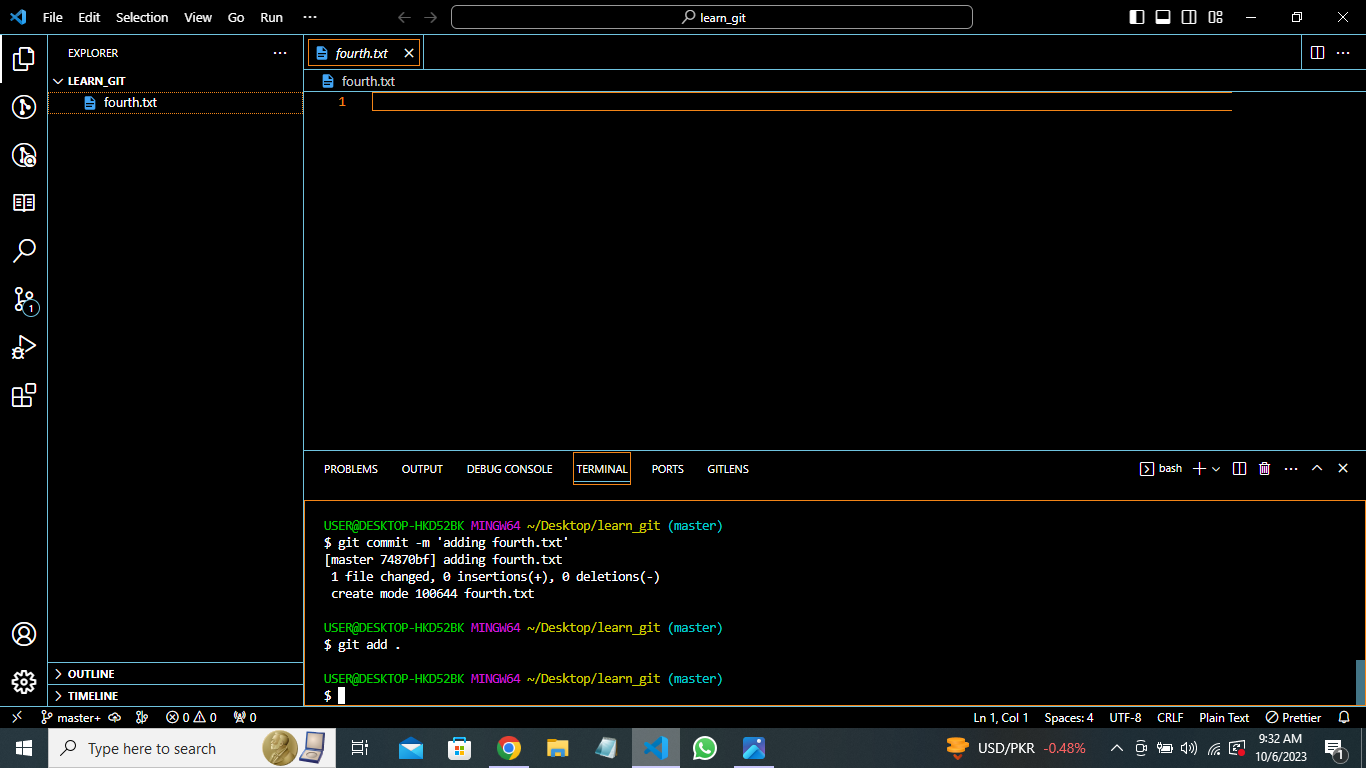 File Edit Selection View Go Run ···
learn_git
EXPLORER ···
LEARN_GIT
fourth.txt
fourth.txt
fourth.txt
1
1
PROBLEMS OUTPUT DEBUG CONSOLE TERMINAL PORTS GITLENS
bash
USER@DESKTOP-HKD52BK MINGW64 ~/Desktop/learn_git (master)
$ git commit -m 'adding fourth.txt'
[master 74870bf] adding fourth.txt
1 file changed, 0 insertions(+), 0 deletions(-)
create mode 100644 fourth.txt
USER@DESKTOP-HKD52BK MINGW64 ~/Desktop/learn_git (master)
$ git add .
USER@DESKTOP-HKD52BK MINGW64 ~/Desktop/learn_git (master)
$
OUTLINE
TIMELINE
master+ 0 0 0 Ln 1, Col 1 Spaces: 4 UTF-8 CRLF Plain Text Prettier
Type here to search
USD/PKR -0.48%
9:32 AM
10/6/2023
1